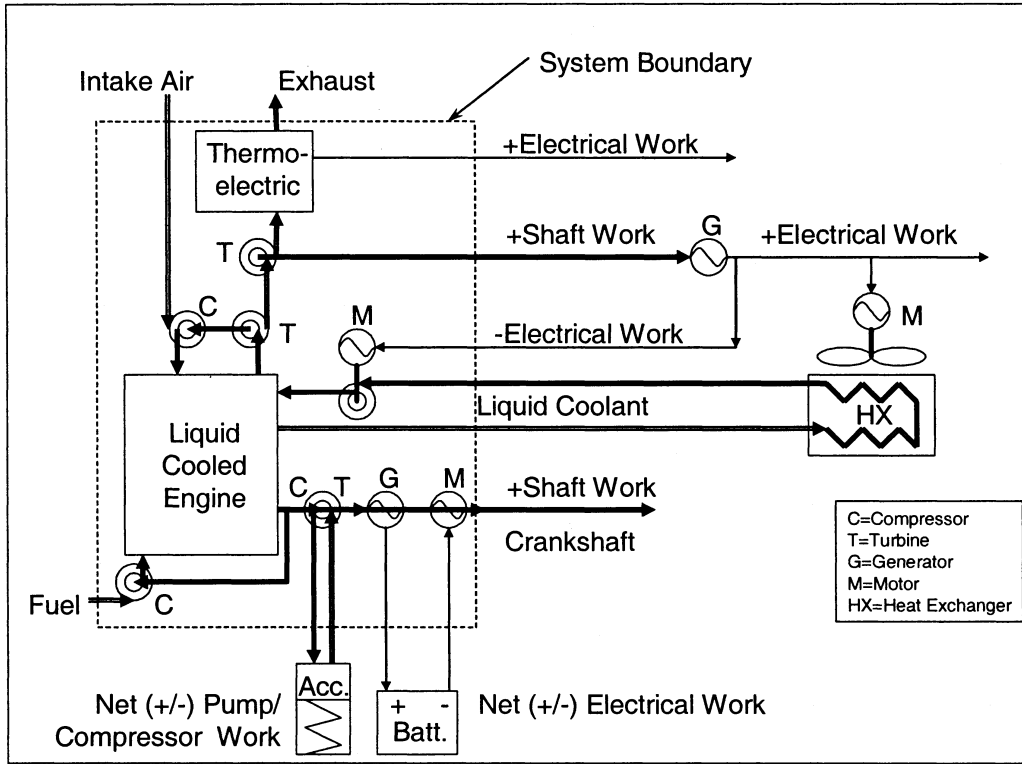 System Boundary
Intake Air
Exhaust
Thermo-
electric
+Electrical Work
T
+Shaft Work
G
+Electrical Work
C
T
M
M
-Electrical Work
Liquid Coolant
HX
Liquid
Cooled
Engine
C
T
G
M
+Shaft Work
Crankshaft
C=Compressor
T=Turbine
G=Generator
M=Motor
HX=Heat Exchanger
Fuel
C
Acc.
Net (+/-) Pump/
Compressor Work
+ -
Batt.
Net (+/-) Electrical Work